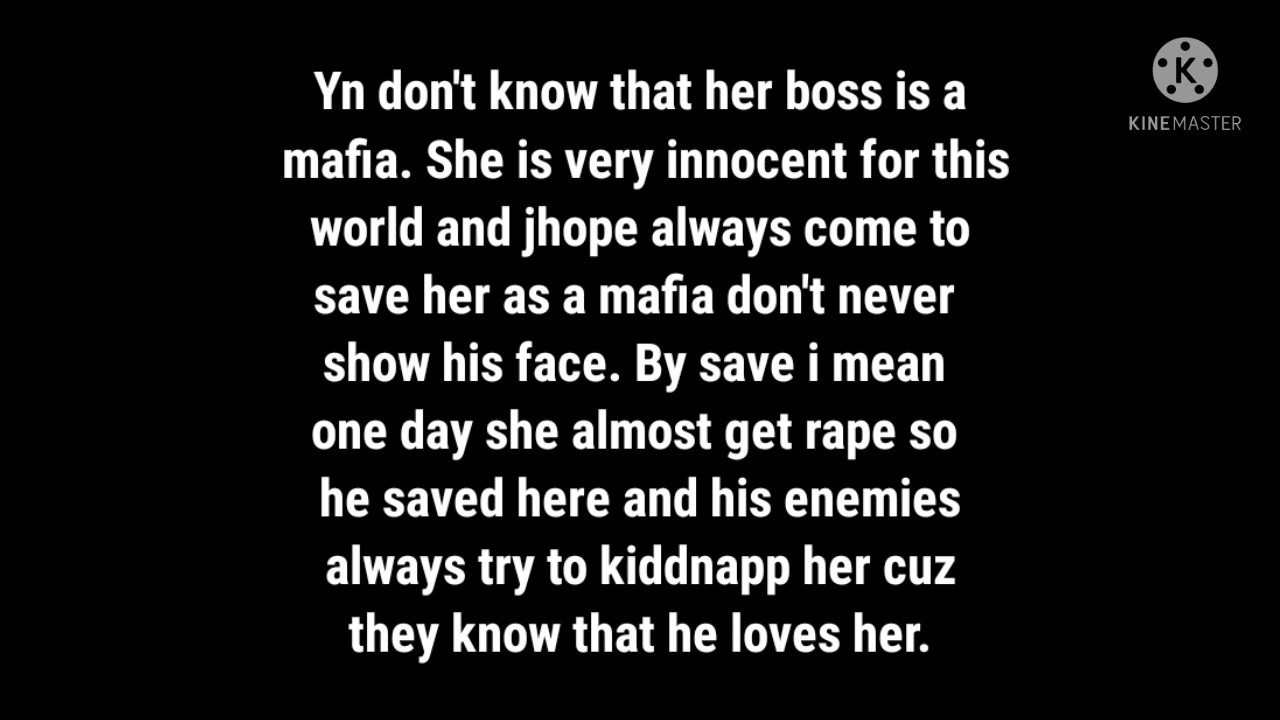 Yn don't know that her boss is a
mafia. She is very innocent for this
world and jhope always come to
save her as a mafia don't never
show his face. By save i mean
one day she almost get rape so
he saved here and his enemies
always try to kiddnapp her cuz
they know that he loves her.
K
KINEMASTER